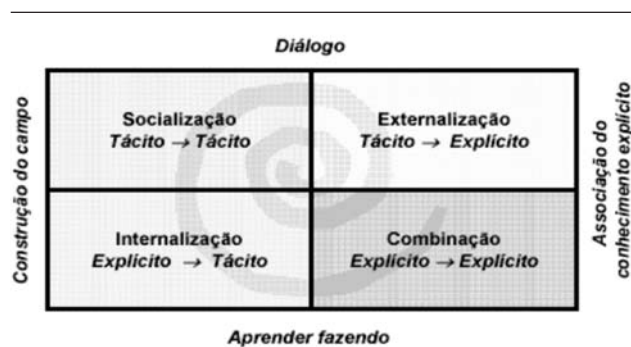 Diálogo
Construção do campo
Socialização
Tácito → Tácito
Externalização
Tácito → Explícito
Internalização
Explícito → Tácito
Combinação
Explícito → Explícito
Associação do
conhecimento explícito
Aprender fazendo